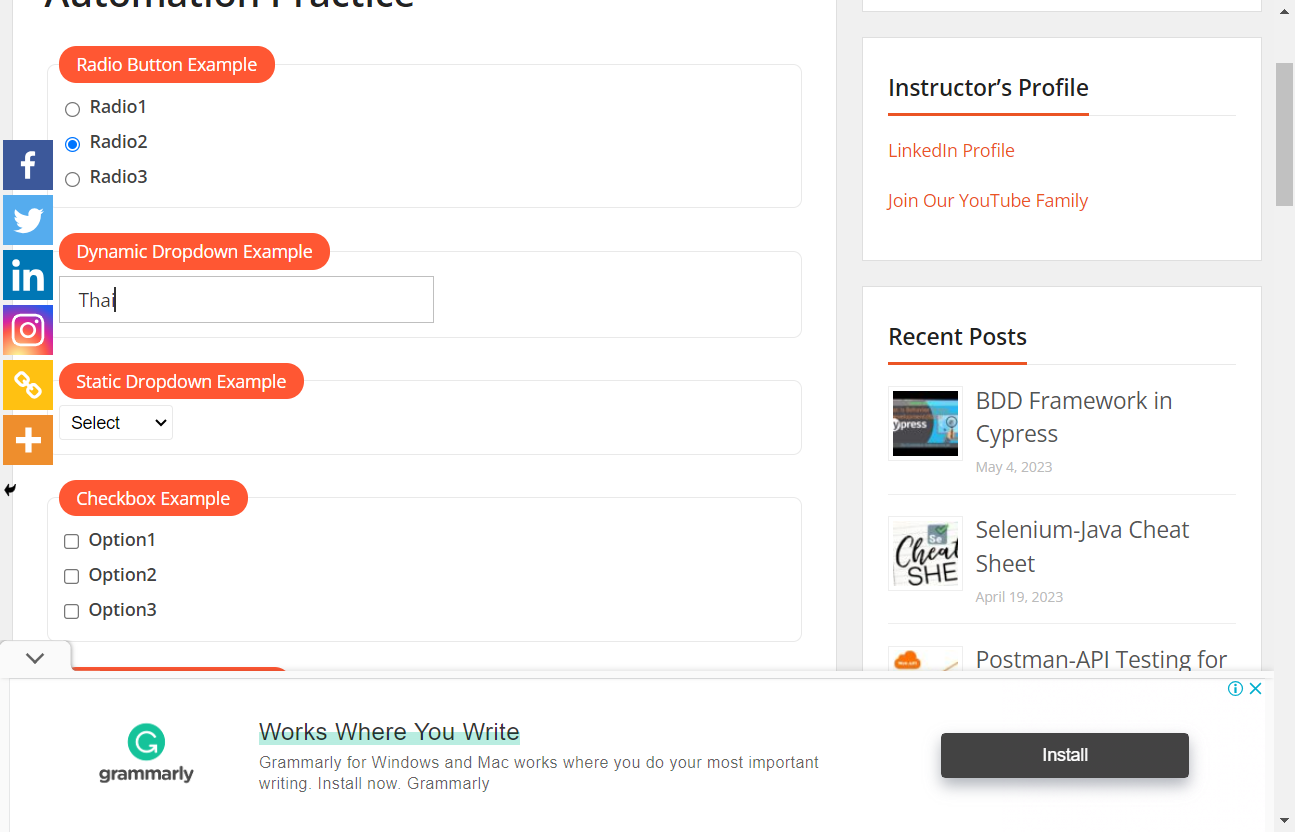 Automation Practice
Radio Button Example
Radio1
Radio2
Radio3
Dynamic Dropdown Example
Thai
Static Dropdown Example
Select
Checkbox Example
Option1
Option2
Option3
Instructor’s Profile
LinkedIn Profile
Join Our YouTube Family
Recent Posts
BDD Framework in
Cypress
May 4, 2023
Selenium-Java Cheat
Sheet
April 19, 2023
Postman-API Testing for
grammarly
Works Where You Write
Grammarly for Windows and Mac works where you do your most important
writing. Install now. Grammarly
Install